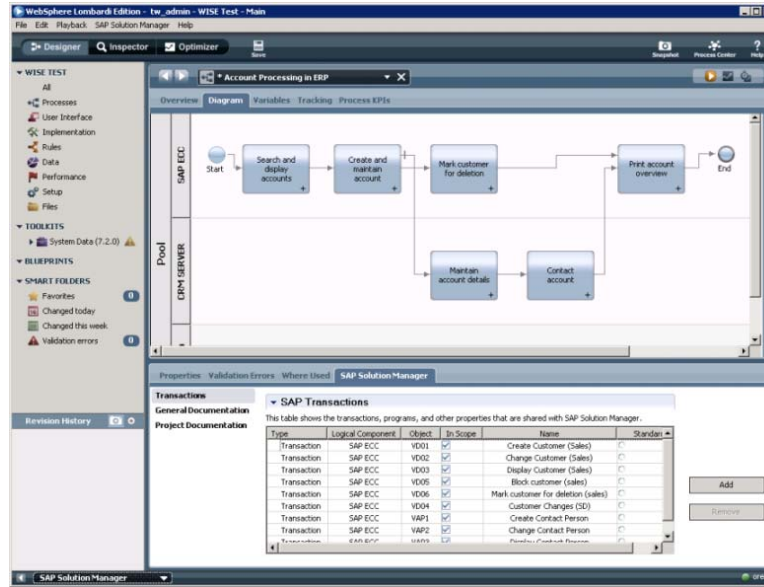 WebSphere Lombardi Edition - tw_admin - WISE Test - Main
File Edit Playback SAP Solution Manager Help
Designer Inspector Optimizer
Save
Snapshot Process Center Help
WISE TEST
All
Processes
User Interface
Implementation
Rules
Data
Performance
Setup
Files
TOOLKITS
System Data (7.2.0)
BLUEPRINTS
SMART FOLDERS
Favorites 0
Changed today
Changed this week
Validation errors 0
Revision History
* Account Processing in ERP
Overview Diagram Variables Tracking Process KPIs
Pool
SAP ECC
CRM SERVER
Start
Search and
display
accounts
Create and
maintain
account
Mark customer
for deletion
Print account
overview
End
Maintain
account details
Contact
account
Properties Validation Errors Where Used SAP Solution Manager
Transactions
General Documentation
Project Documentation
SAP Transactions
This table shows the transactions, programs, and other properties that are shared with SAP Solution Manager.
Type Logical Component Object In Scope Name Standar
Transaction SAP ECC VD01 Create Customer (Sales)
Transaction SAP ECC VD02 Change Customer (Sales)
Transaction SAP ECC VD03 Display Customer (Sales)
Transaction SAP ECC VD05 Block customer (sales)
Transaction SAP ECC VD06 Mark customer for deletion (sales)
Transaction SAP ECC VD04 Customer Changes (SD)
Transaction SAP ECC VAP1 Create Contact Person
Transaction SAP ECC VAP2 Change Contact Person
Transaction SAP ECC VAP3 Display Contact Person
Add
Remove
SAP Solution Manager